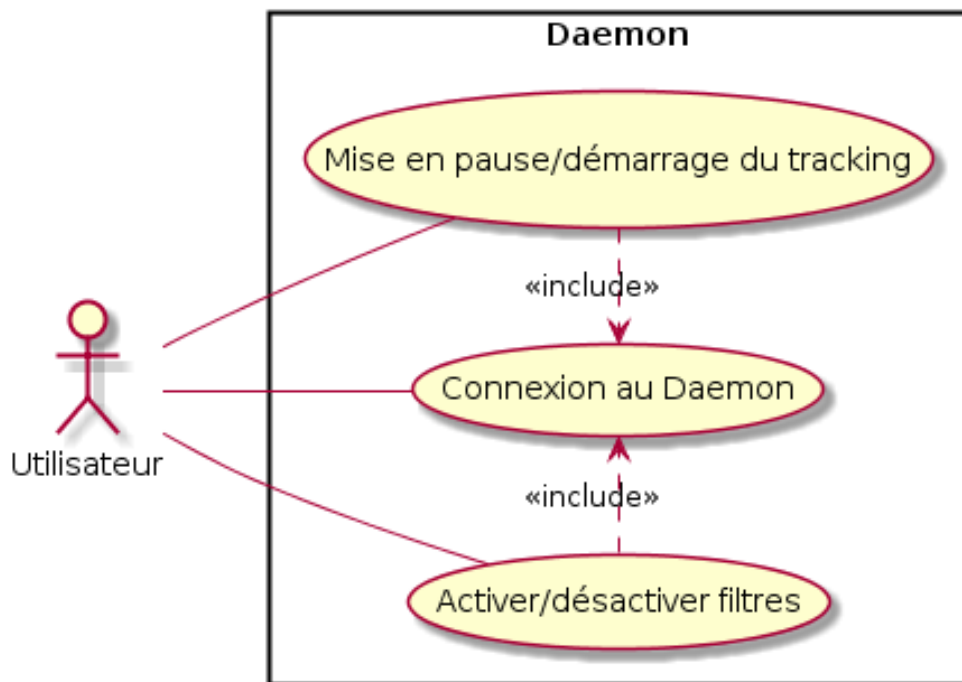 Daemon
Mise en pause/démarrage du tracking
«include»
Connexion au Daemon
Utilisateur
«include»
Activer/désactiver filtres